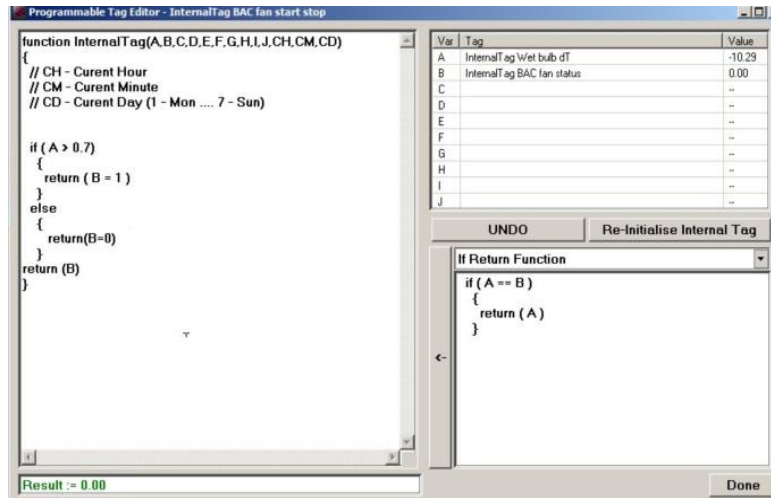 Programmable Tag Editor - InternalTag BAC fan start stop
function InternalTag(A,B,C,D,E,F,G,H,I,J,CH,CM,CD)
{
// CH - Curent Hour
// CM - Curent Minute
// CD - Curent Day (1 - Mon .... 7 - Sun)
if ( A > 0.7)
{
return ( B = 1 )
}
else
{
return(B=0)
}
return (B)
}
Result := 0.00
Var Tag Value
A InternalTag Wet bulb dT -10.29
B InternalTag BAC fan status 0.00
C --
D --
E --
F --
G --
H --
I --
J --
UNDO Re-Initialise Internal Tag
If Return Function
if ( A == B )
{
return ( A )
}
<-
Done